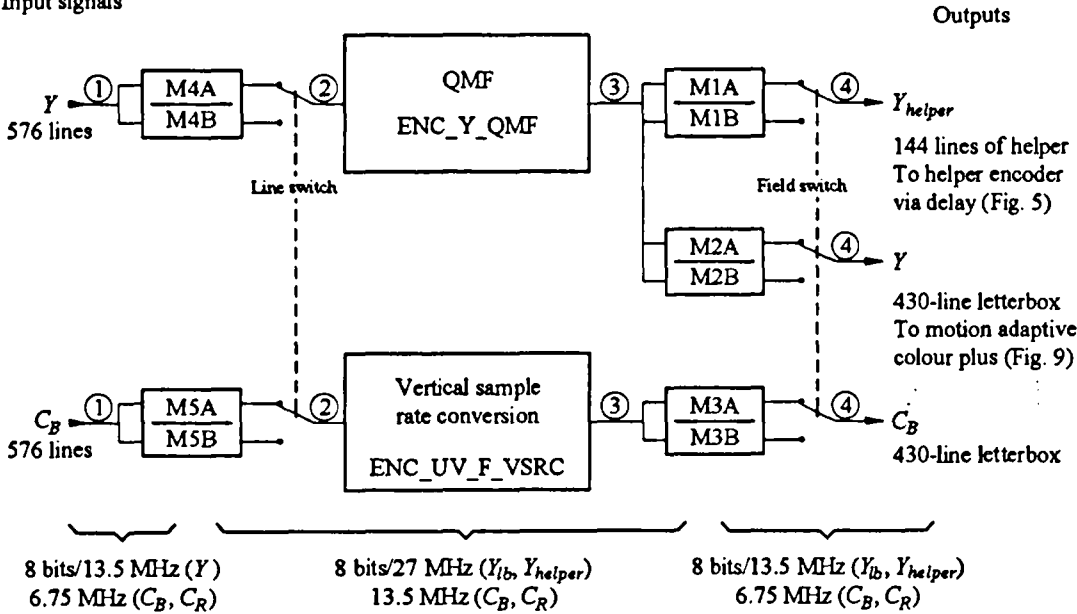 Input signals
Outputs
1
Y
576 lines
M4A
M4B
2
QMF
ENC_Y_QMF
3
M1A
M1B
4
Y_helper
144 lines of helper
To helper encoder
via delay (Fig. 5)
Line switch
Field switch
M2A
M2B
4
Y
430-line letterbox
To motion adaptive
colour plus (Fig. 9)
1
C_B
576 lines
M5A
M5B
2
Vertical sample
rate conversion
ENC_UV_F_VSRC
3
M3A
M3B
4
C_B
430-line letterbox
8 bits/13.5 MHz (Y)
6.75 MHz (C_B, C_R)
8 bits/27 MHz (Y_lb, Y_helper)
13.5 MHz (C_B, C_R)
8 bits/13.5 MHz (Y_lb, Y_helper)
6.75 MHz (C_B, C_R)